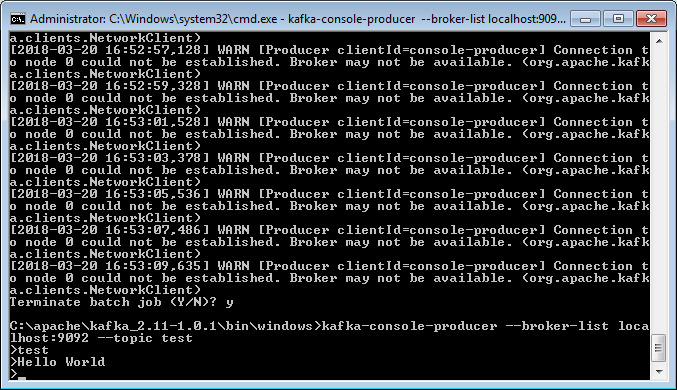 Administrator: C:\Windows\system32\cmd.exe - kafka-console-producer --broker-list localhost:909...
a.clients.NetworkClient)
[2018-03-20 16:52:57,128] WARN [Producer clientId=console-producer] Connection t
o node 0 could not be established. Broker may not be available. (org.apache.kafk
a.clients.NetworkClient)
[2018-03-20 16:52:59,328] WARN [Producer clientId=console-producer] Connection t
o node 0 could not be established. Broker may not be available. (org.apache.kafk
a.clients.NetworkClient)
[2018-03-20 16:53:01,528] WARN [Producer clientId=console-producer] Connection t
o node 0 could not be established. Broker may not be available. (org.apache.kafk
a.clients.NetworkClient)
[2018-03-20 16:53:03,378] WARN [Producer clientId=console-producer] Connection t
o node 0 could not be established. Broker may not be available. (org.apache.kafk
a.clients.NetworkClient)
[2018-03-20 16:53:05,536] WARN [Producer clientId=console-producer] Connection t
o node 0 could not be established. Broker may not be available. (org.apache.kafk
a.clients.NetworkClient)
[2018-03-20 16:53:07,486] WARN [Producer clientId=console-producer] Connection t
o node 0 could not be established. Broker may not be available. (org.apache.kafk
a.clients.NetworkClient)
[2018-03-20 16:53:09,635] WARN [Producer clientId=console-producer] Connection t
o node 0 could not be established. Broker may not be available. (org.apache.kafk
a.clients.NetworkClient)
Terminate batch job (Y/N)? y
C:\apache\kafka_2.11-1.0.1\bin\windows>kafka-console-producer --broker-list loca
lhost:9092 --topic test
>test
>Hello World
>_